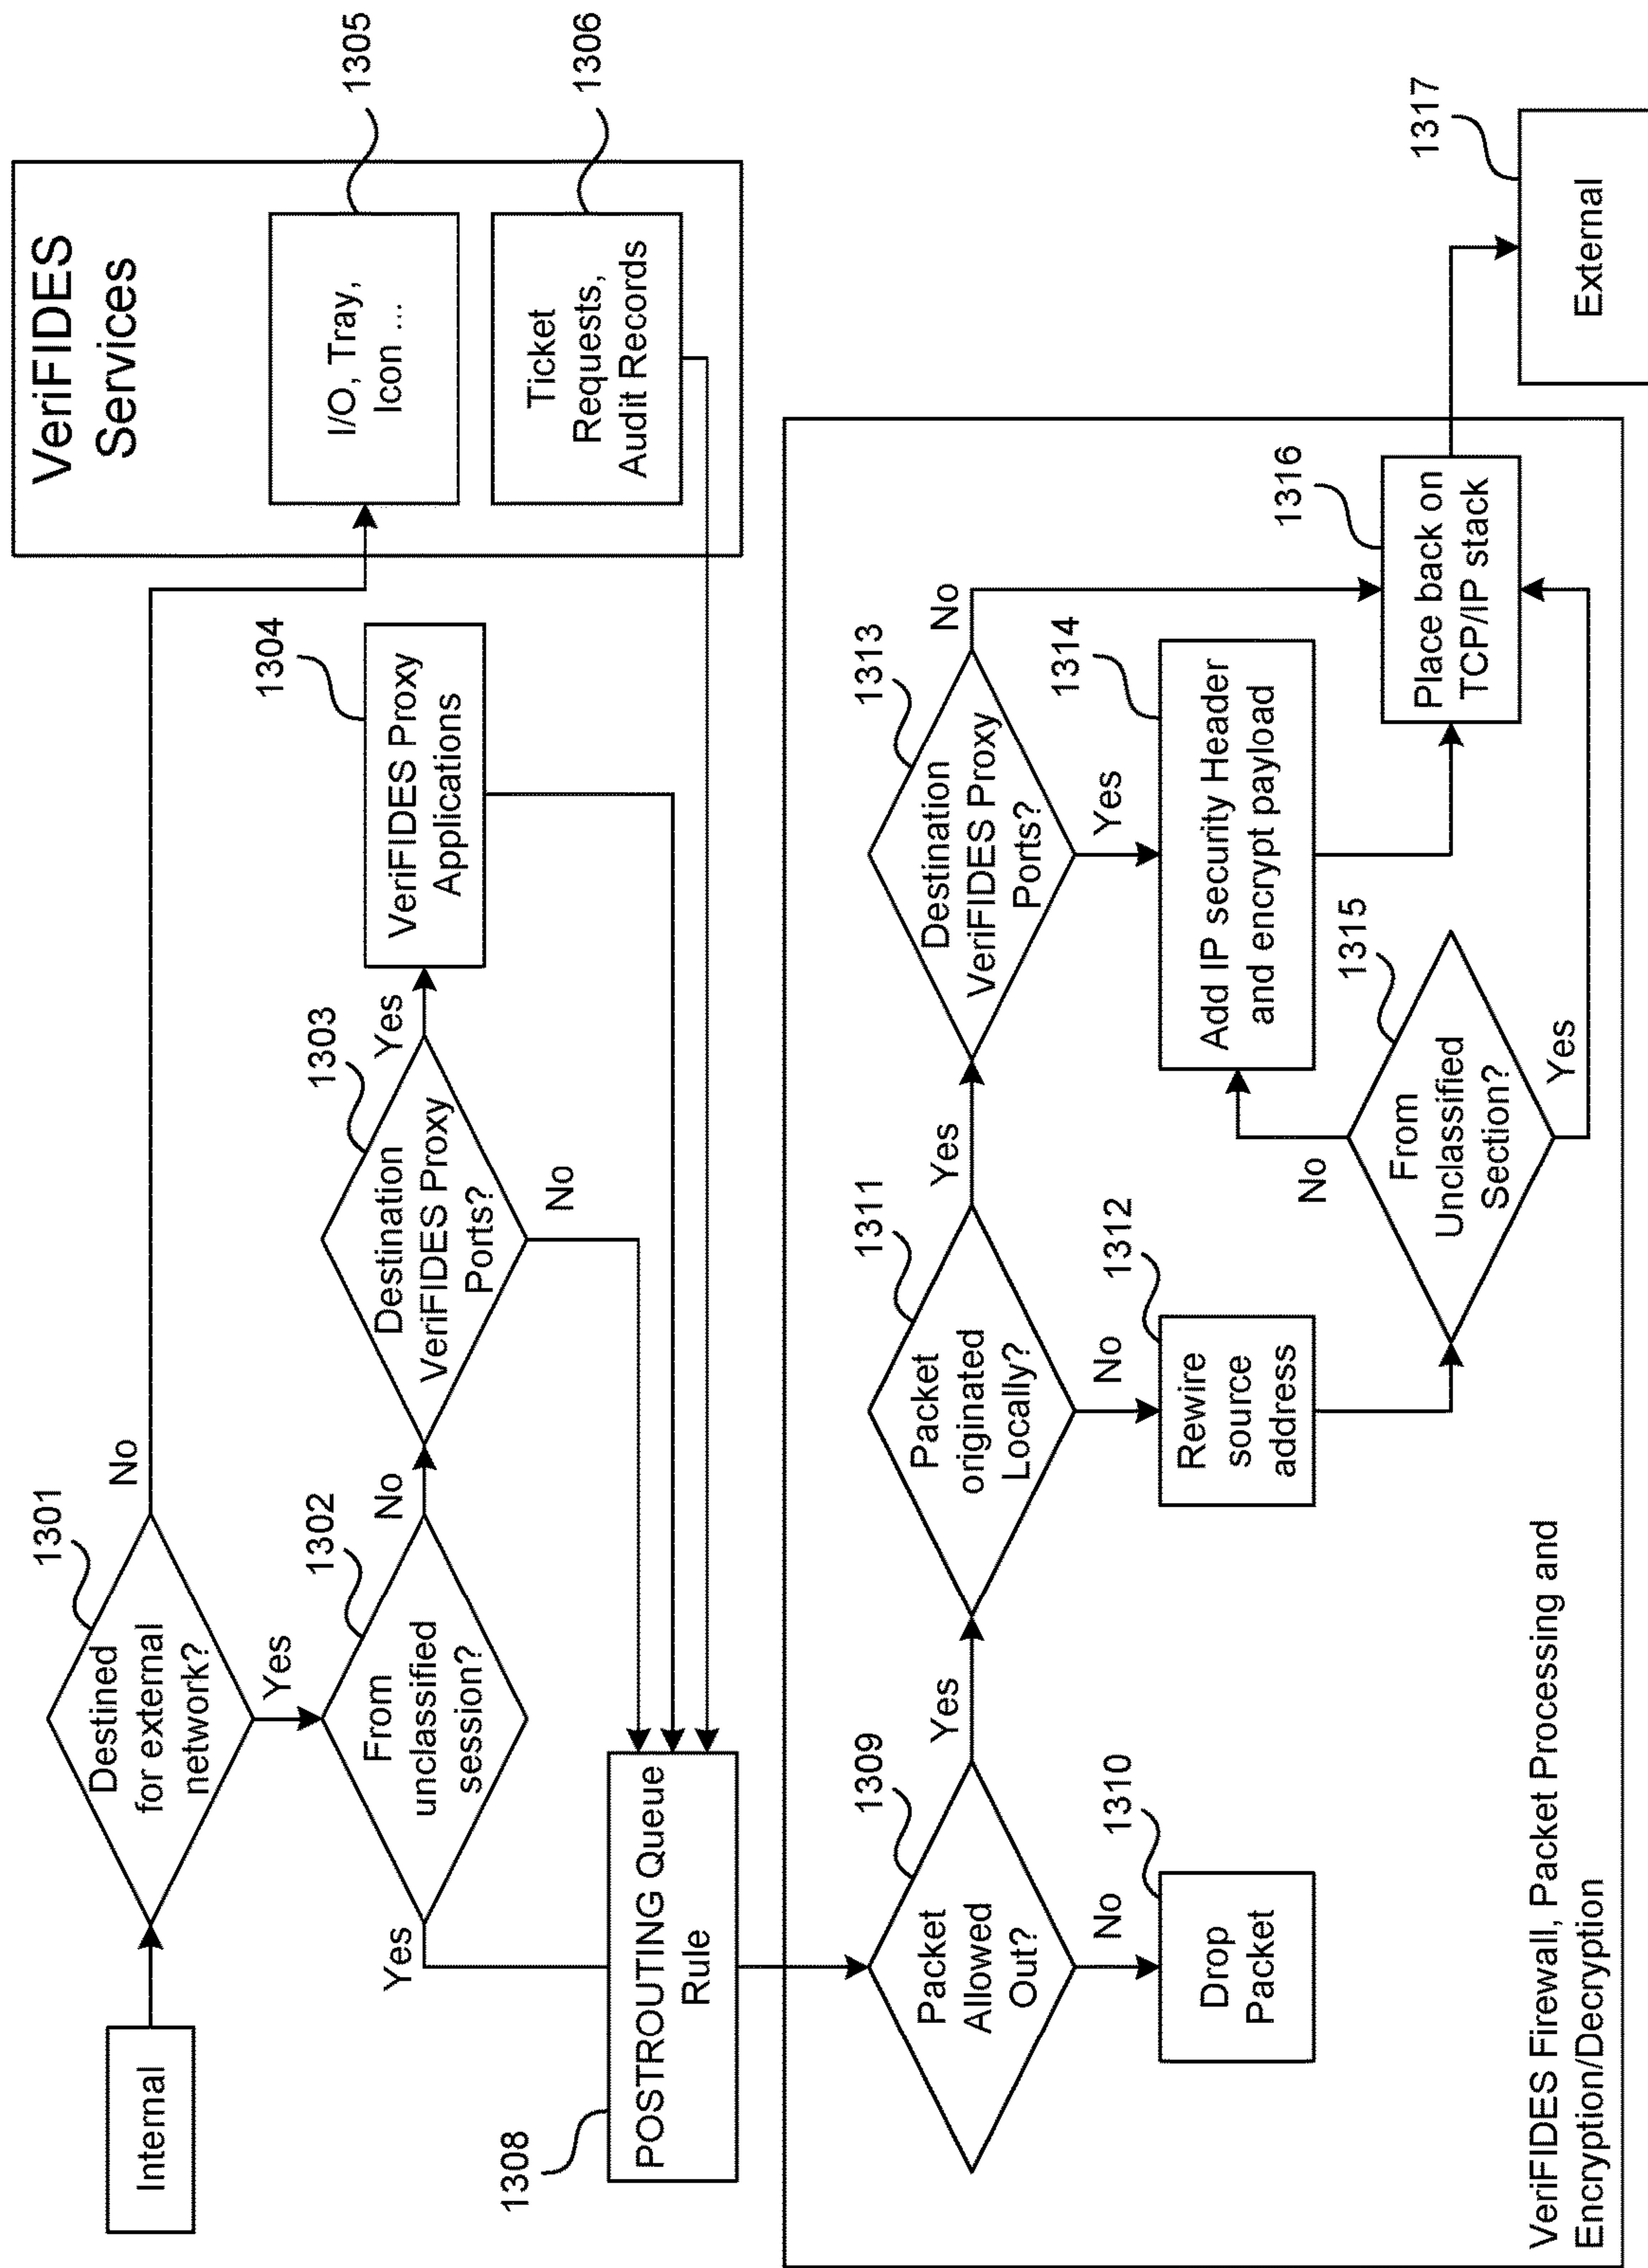 Internal
1301
Destined
for external
network?
No
Yes
1302
From
unclassified
session?
No
Yes
1303
Destination
VeriFIDES Proxy
Ports?
Yes
No
1304
VeriFIDES Proxy
Applications
VeriFIDES
Services
I/O, Tray,
Icon ...
1305
Ticket
Requests,
Audit Records
1306
1308
POSTROUTING Queue
Rule
1309
Packet
Allowed
Out?
Yes
No
1310
Drop
Packet
1311
Packet
originated
Locally?
Yes
No
1312
Rewire
source
address
1313
Destination
VeriFIDES Proxy
Ports?
No
Yes
1314
Add IP security Header
and encrypt payload
1315
From
Unclassified
Section?
No
Yes
1316
Place back on
TCP/IP stack
1317
External
VeriFIDES Firewall, Packet Processing and
Encryption/Decryption